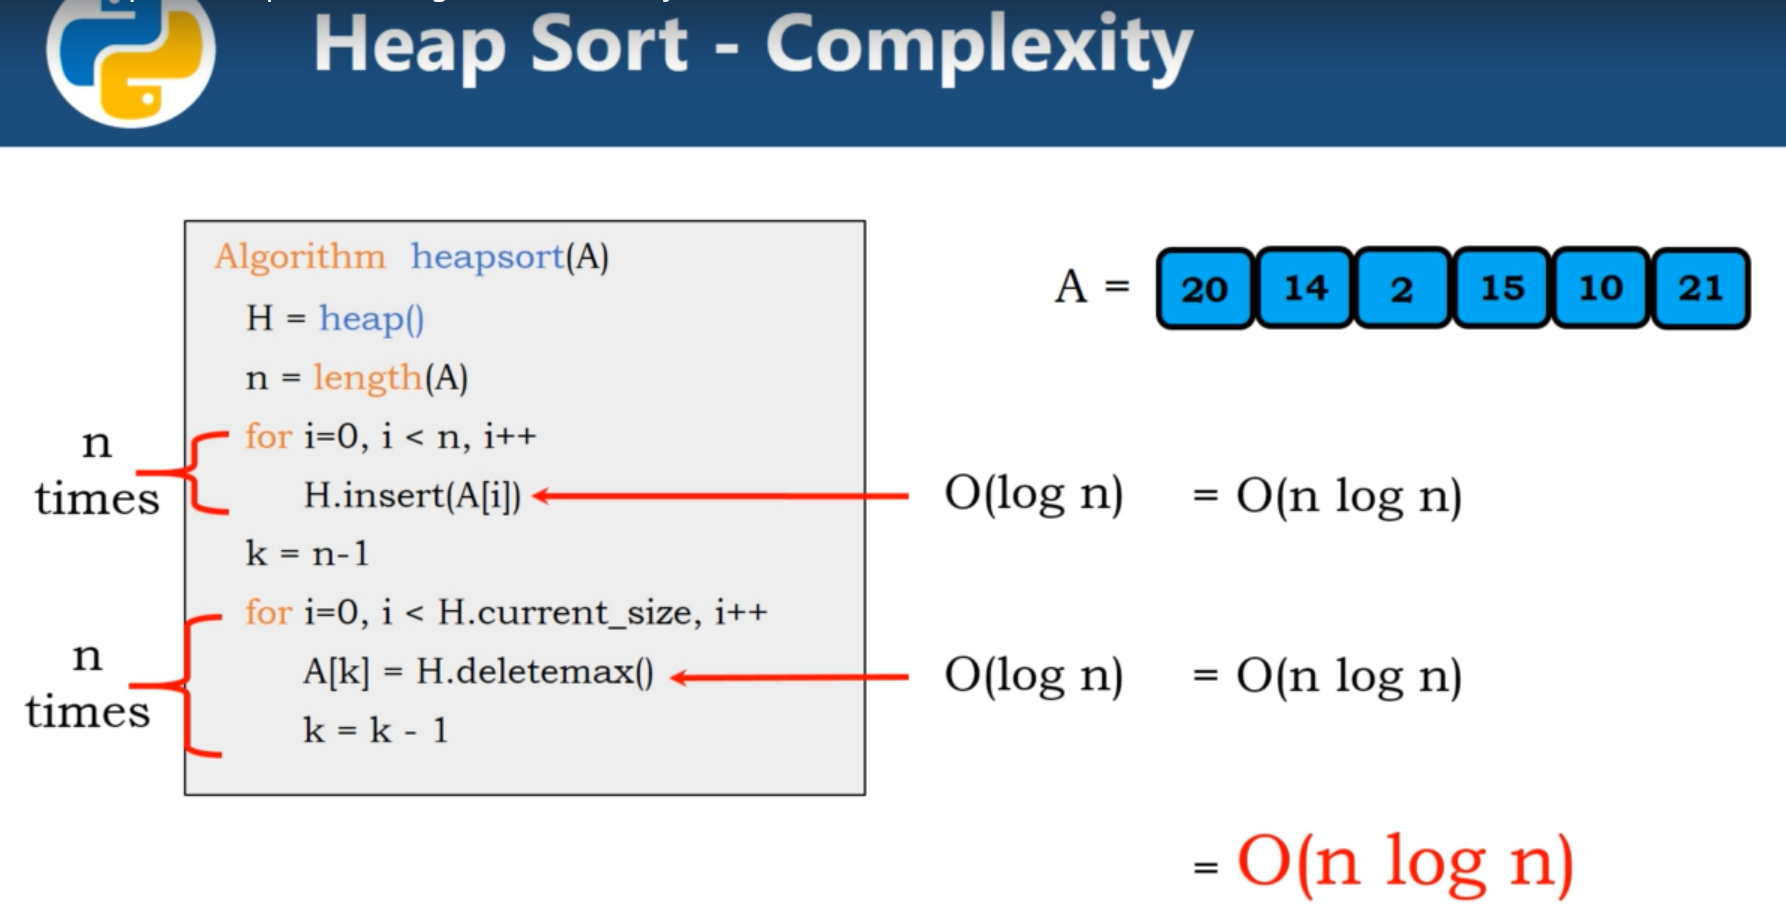 Heap Sort - Complexity
Algorithm heapsort(A)
H = heap()
n = length(A)
for i=0, i < n, i++
H.insert(A[i])
k = n-1
for i=0, i < H.current_size, i++
A[k] = H.deletemax()
k = k - 1
n
times
n
times
A = 20 14 2 15 10 21
O(log n) = O(n log n)
O(log n) = O(n log n)
= O(n log n)